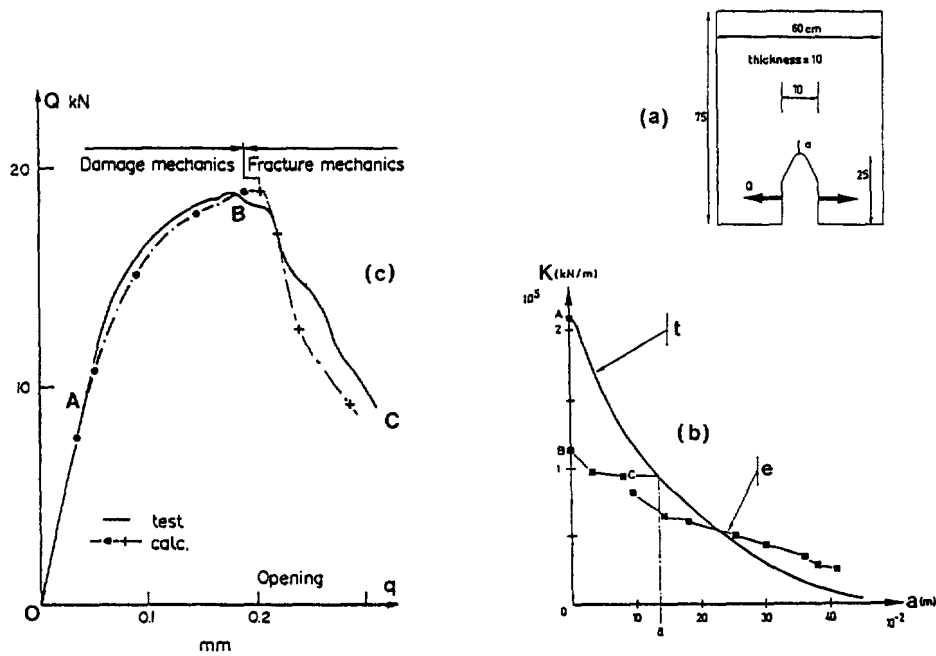 Q kN
Damage mechanics
Fracture mechanics
20
B
(c)
10
A
C
test
calc.
Opening
O
0.1
0.2
q
mm
60 cm
thickness = 10
10
(a)
75
a
25
Q
K (kN/m)
10⁵
A
2
t
(b)
B
1
C
e
0
10
20
30
40
a (m)
10⁻²